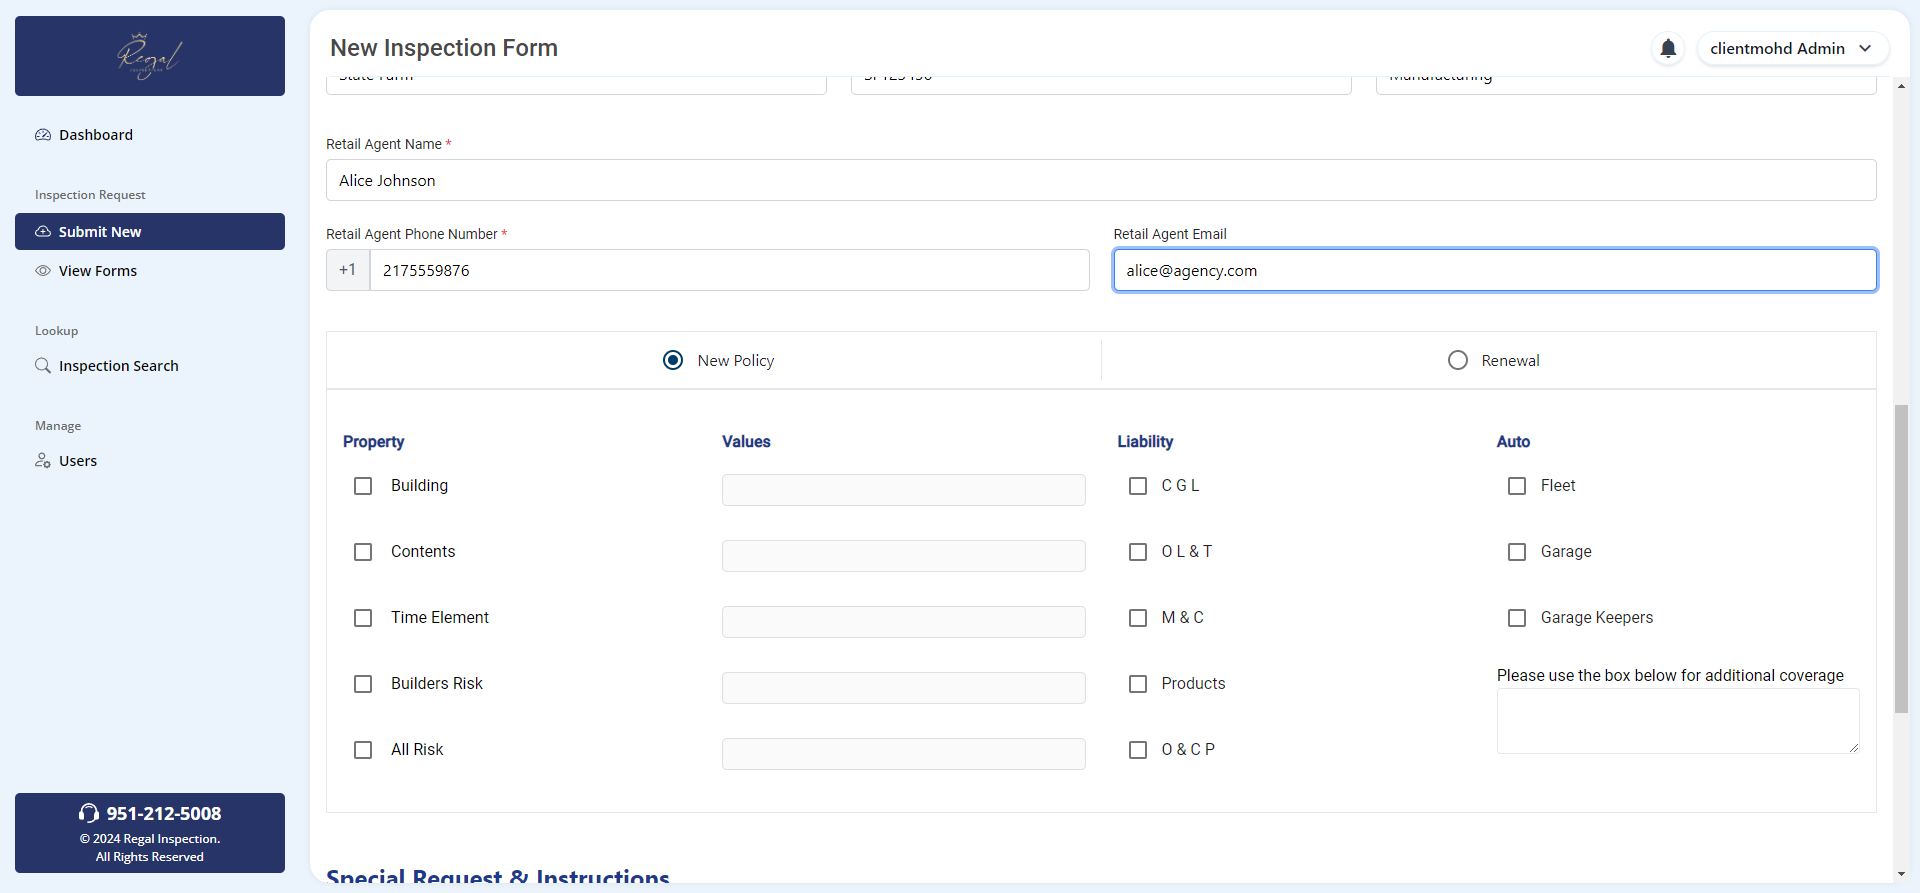 Regal
New Inspection Form
clientmohd Admin
Dashboard
Inspection Request
Submit New
View Forms
Lookup
Inspection Search
Manage
Users
951-212-5008
© 2024 Regal Inspection.
All Rights Reserved
State Farm
Manufacturing
Retail Agent Name *
Alice Johnson
Retail Agent Phone Number *
+1 2175559876
Retail Agent Email
alice@agency.com
New Policy
Renewal
Property Values Liability Auto
Building C G L Fleet
Contents O L & T Garage
Time Element M & C Garage Keepers
Builders Risk Products
Please use the box below for additional coverage
All Risk O & C P
Special Request & Instructions